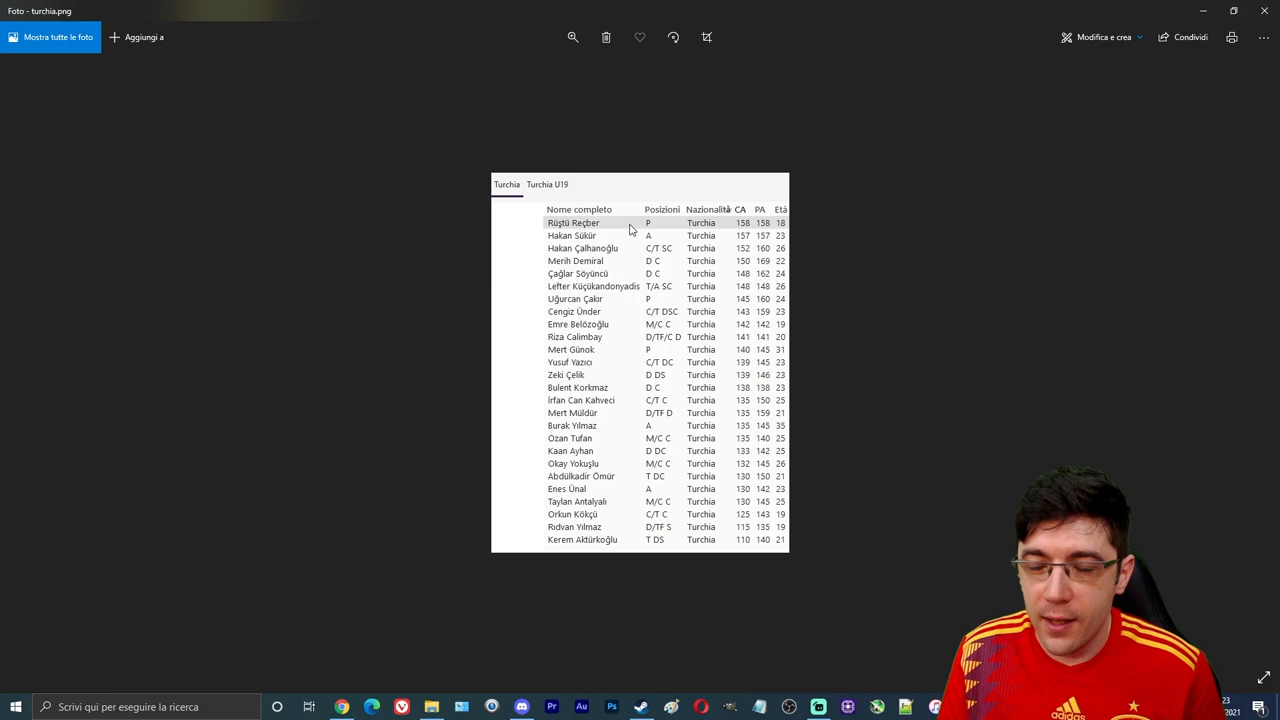 Foto - turchia.png
Mostra tutte le foto
Aggiungi a
Modifica e crea
Condividi
Turchia Turchia U19
Nome completo Posizioni Nazionalità CA PA Età
Rüştü Reçber P Turchia 158 158 18
Hakan Sükür A Turchia 157 157 23
Hakan Çalhanoğlu C/T SC Turchia 152 160 26
Merih Demiral D C Turchia 150 169 22
Çağlar Söyüncü D C Turchia 148 162 24
Lefter Küçükandonyadis T/A SC Turchia 148 148 26
Uğurcan Çakır P Turchia 145 160 24
Cengiz Ünder C/T DSC Turchia 143 159 23
Emre Belözoğlu M/C C Turchia 142 142 19
Riza Calimbay D/TF/C D Turchia 141 141 20
Mert Günok P Turchia 140 145 31
Yusuf Yazıcı C/T DC Turchia 139 145 23
Zeki Çelik D DS Turchia 139 146 23
Bulent Korkmaz D C Turchia 138 138 23
İrfan Can Kahveci C/T C Turchia 135 150 25
Mert Müldür D/TF D Turchia 135 159 21
Burak Yılmaz A Turchia 135 145 35
Ozan Tufan M/C C Turchia 135 140 25
Kaan Ayhan D DC Turchia 133 142 25
Okay Yokuşlu M/C C Turchia 132 145 26
Abdülkadir Ömür T DC Turchia 130 150 21
Enes Ünal A Turchia 130 142 23
Taylan Antalyalı M/C C Turchia 130 145 25
Orkun Kökçü C/T C Turchia 125 143 19
Rıdvan Yılmaz D/TF S Turchia 115 135 19
Kerem Aktürkoğlu T DS Turchia 110 140 21
adidas
Scrivi qui per eseguire la ricerca
23
2021